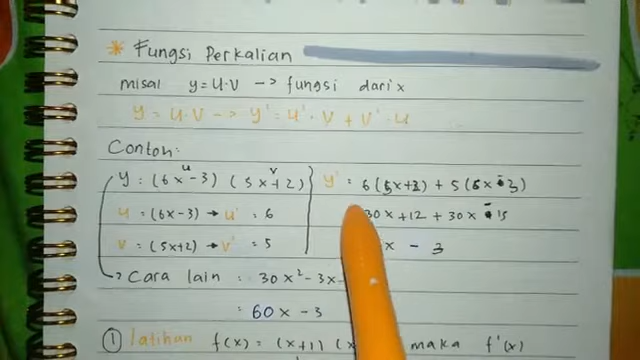 * Fungsi Perkalian
misal y = u·v -> fungsi dari x
y = u·v -> y' = u'·v + v'·u
Contoh:
u v
y = (6x-3) (5x+2) y' = 6(5x+2) + 5(6x-3)
u = (6x-3) → u' = 6 30x+12+30x-15
v = (5x+2) → v' = 5 x - 3
-> Cara lain = 30x²-3x-
= 60x-3
① latihan f(x) = (x+1) (x maka f'(x)